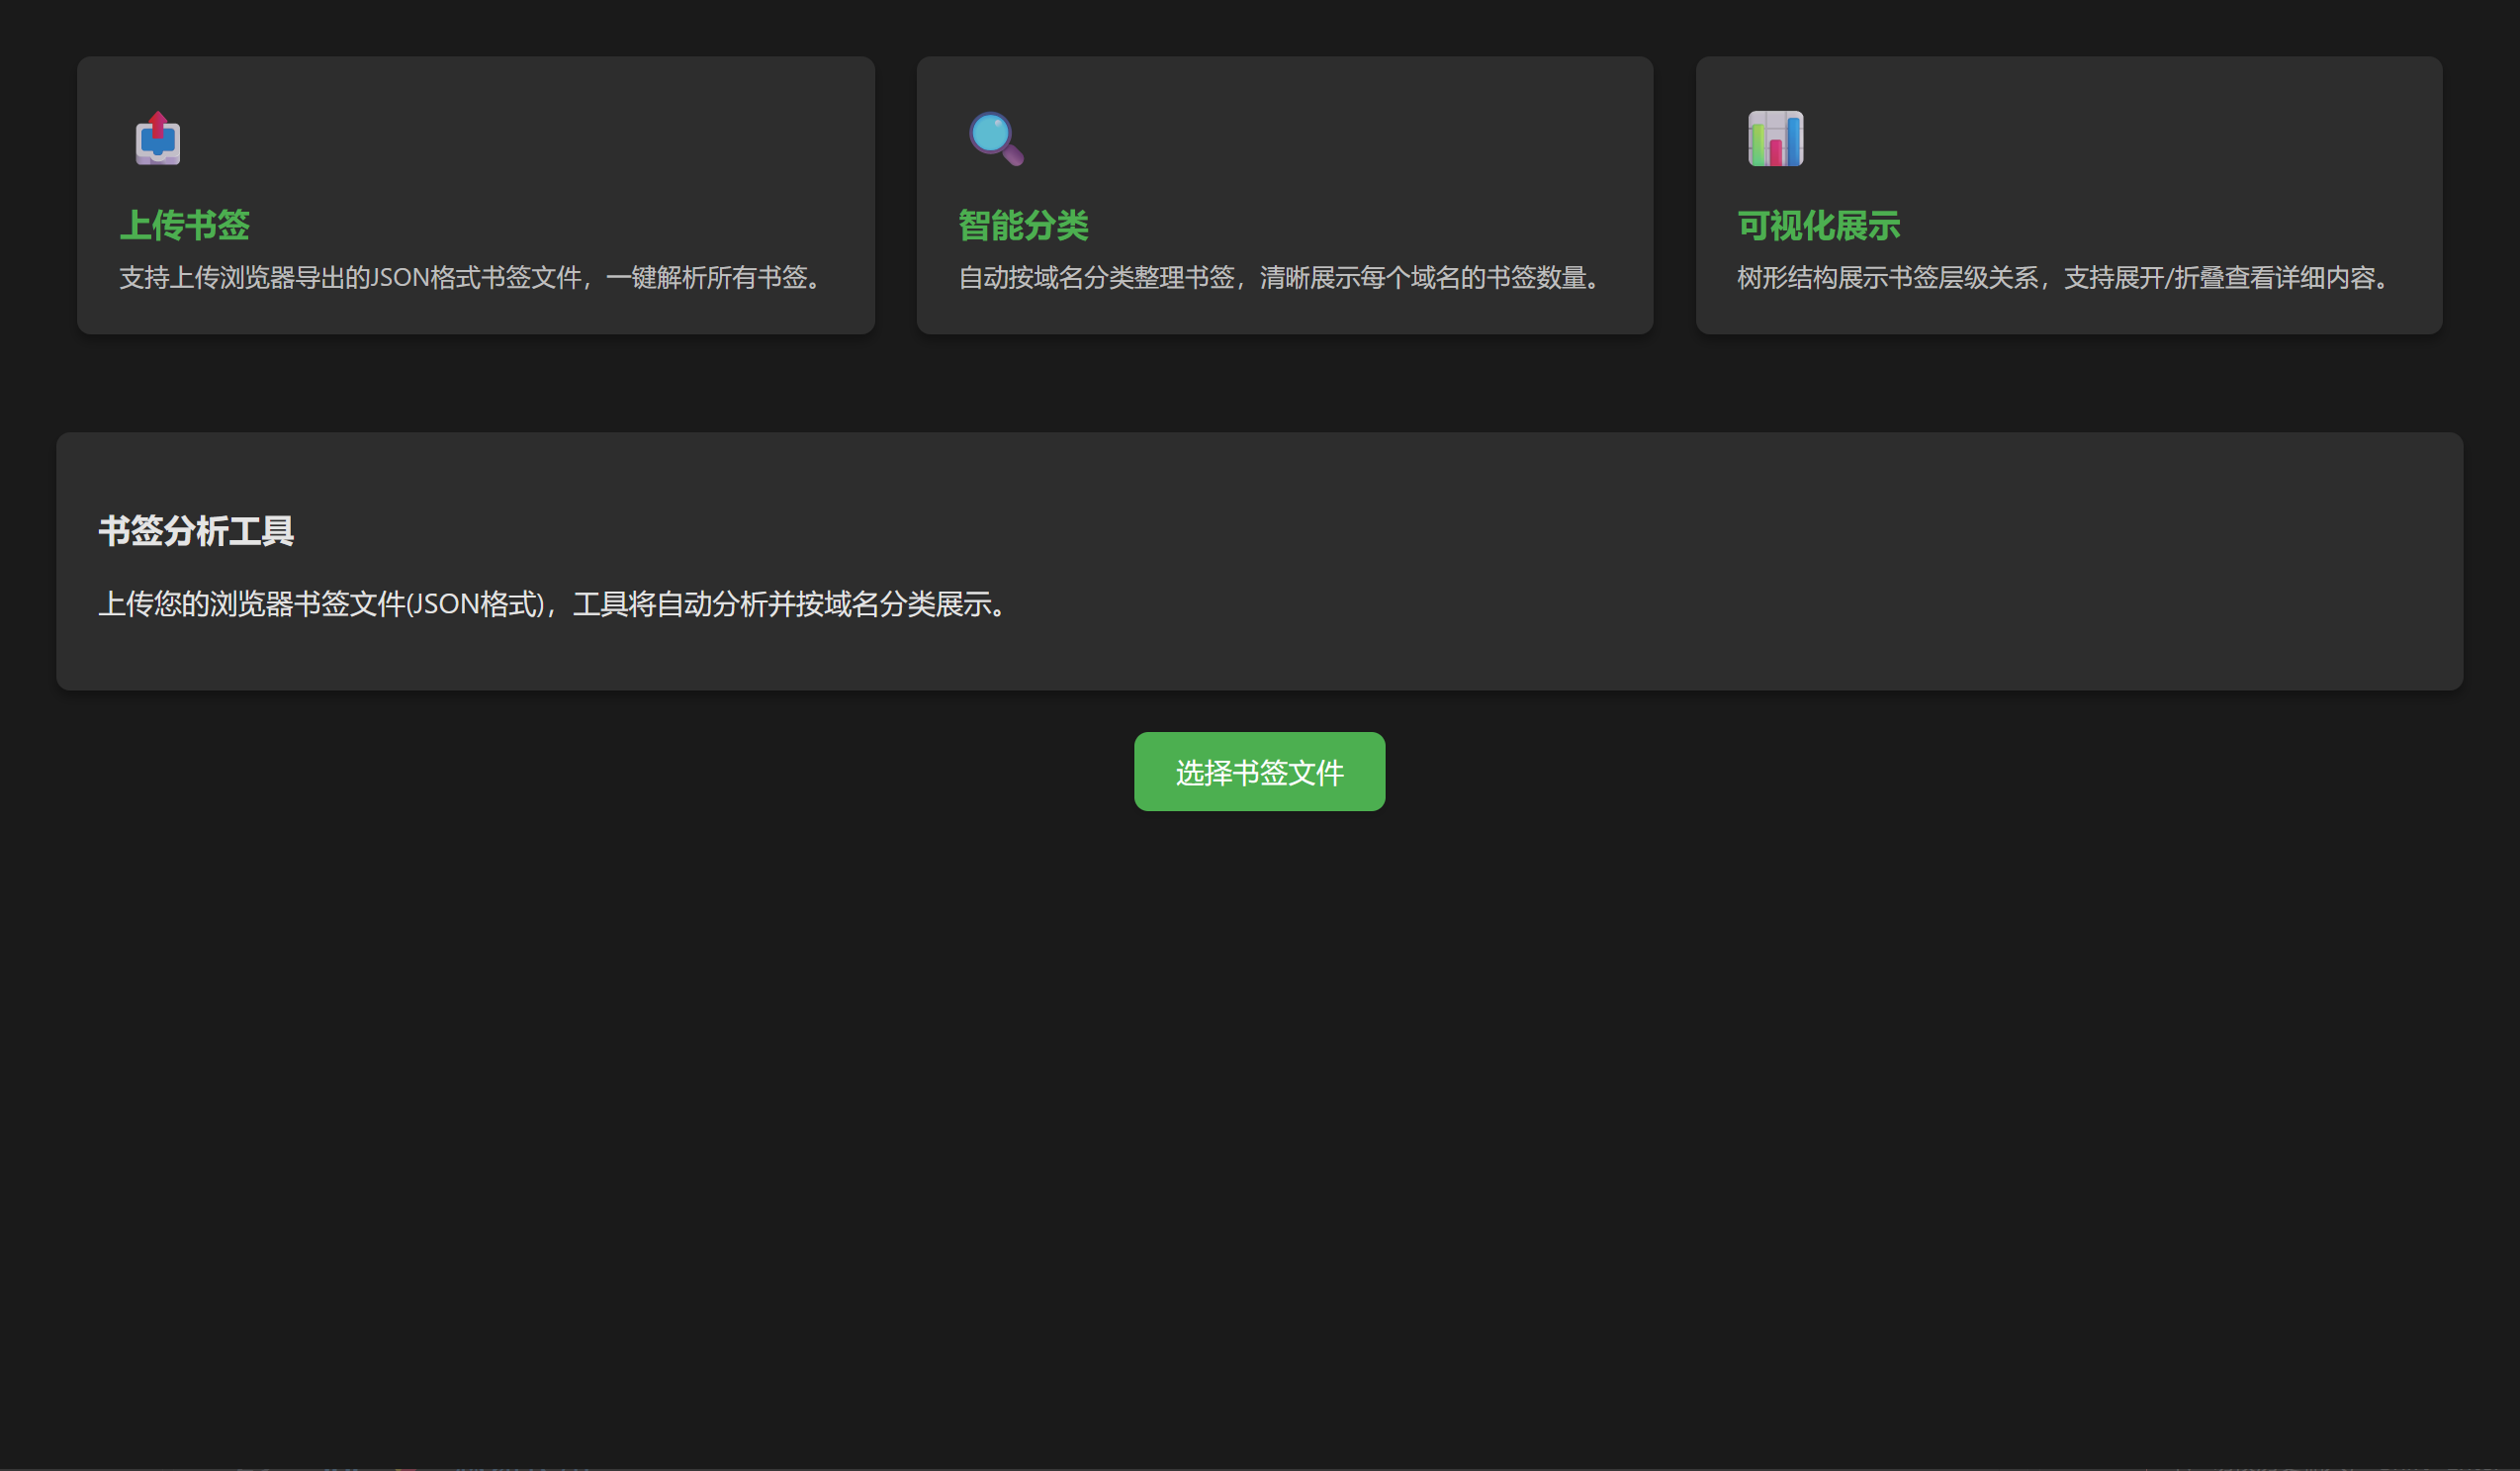 上传书签
支持上传浏览器导出的JSON格式书签文件，一键解析所有书签。
智能分类
自动按域名分类整理书签，清晰展示每个域名的书签数量。
可视化展示
树形结构展示书签层级关系，支持展开/折叠查看详细内容。
书签分析工具
上传您的浏览器书签文件(JSON格式)，工具将自动分析并按域名分类展示。
选择书签文件